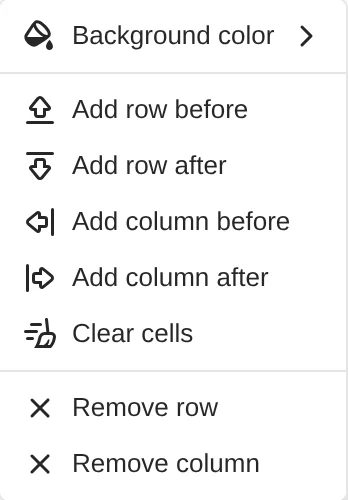 Background color
Add row before
Add row after
Add column before
Add column after
Clear cells
Remove row
Remove column